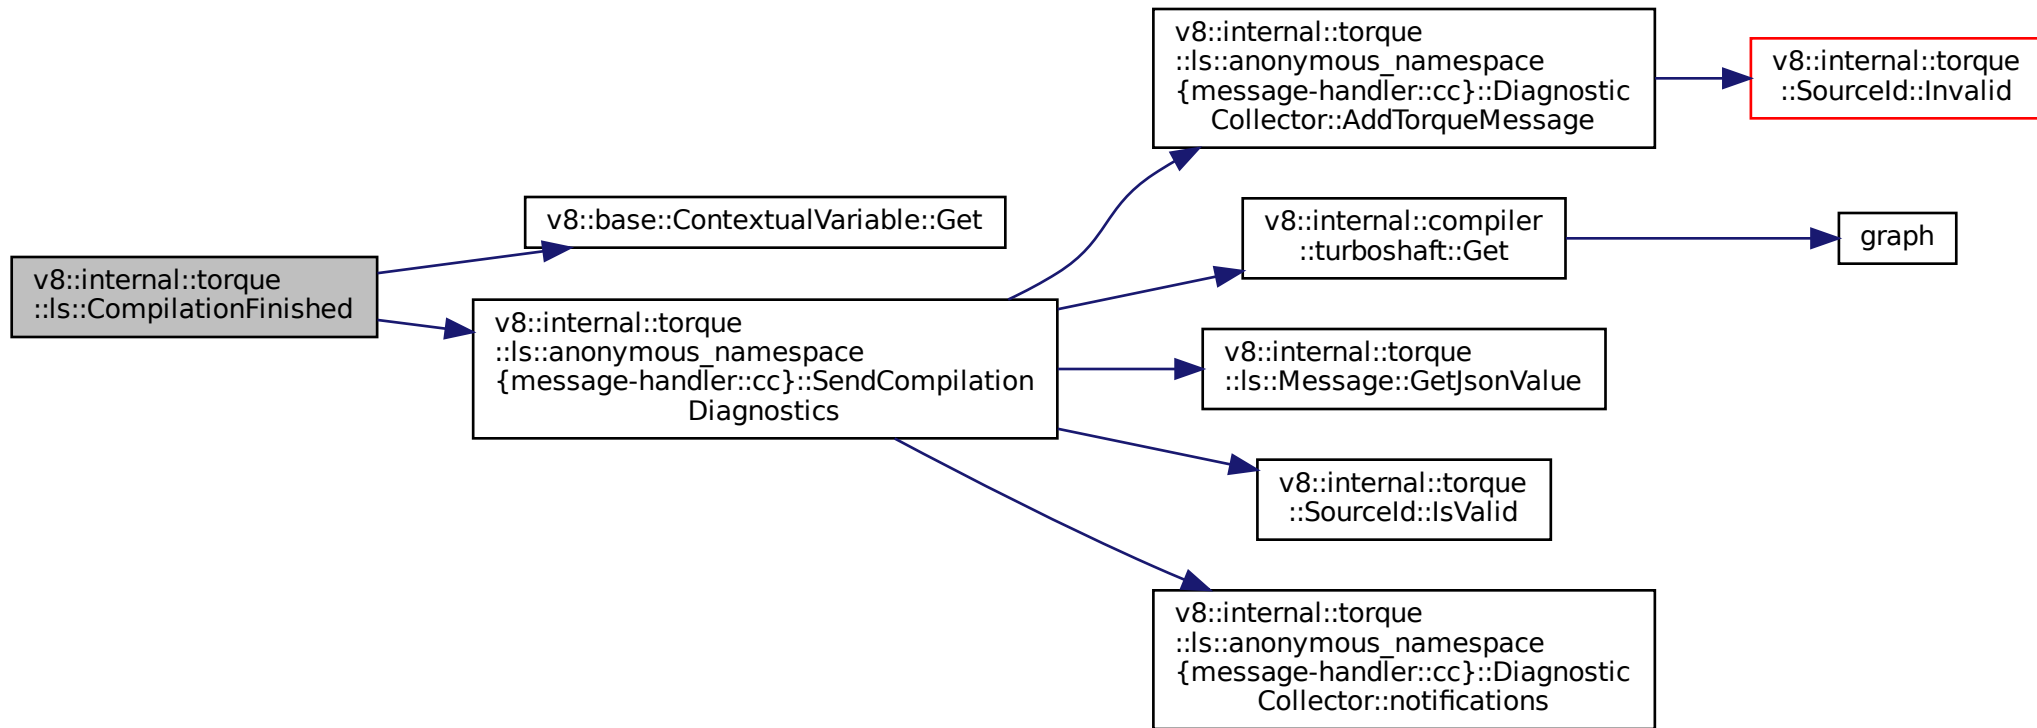 v8::internal::torque
::ls::CompilationFinished
v8::base::ContextualVariable::Get
v8::internal::torque
::ls::anonymous_namespace
{message-handler::cc}::SendCompilation
Diagnostics
v8::internal::torque
::ls::anonymous_namespace
{message-handler::cc}::Diagnostic
Collector::AddTorqueMessage
v8::internal::torque
::SourceId::Invalid
v8::internal::compiler
::turboshaft::Get
graph
v8::internal::torque
::ls::Message::GetJsonValue
v8::internal::torque
::SourceId::IsValid
v8::internal::torque
::ls::anonymous_namespace
{message-handler::cc}::Diagnostic
Collector::notifications